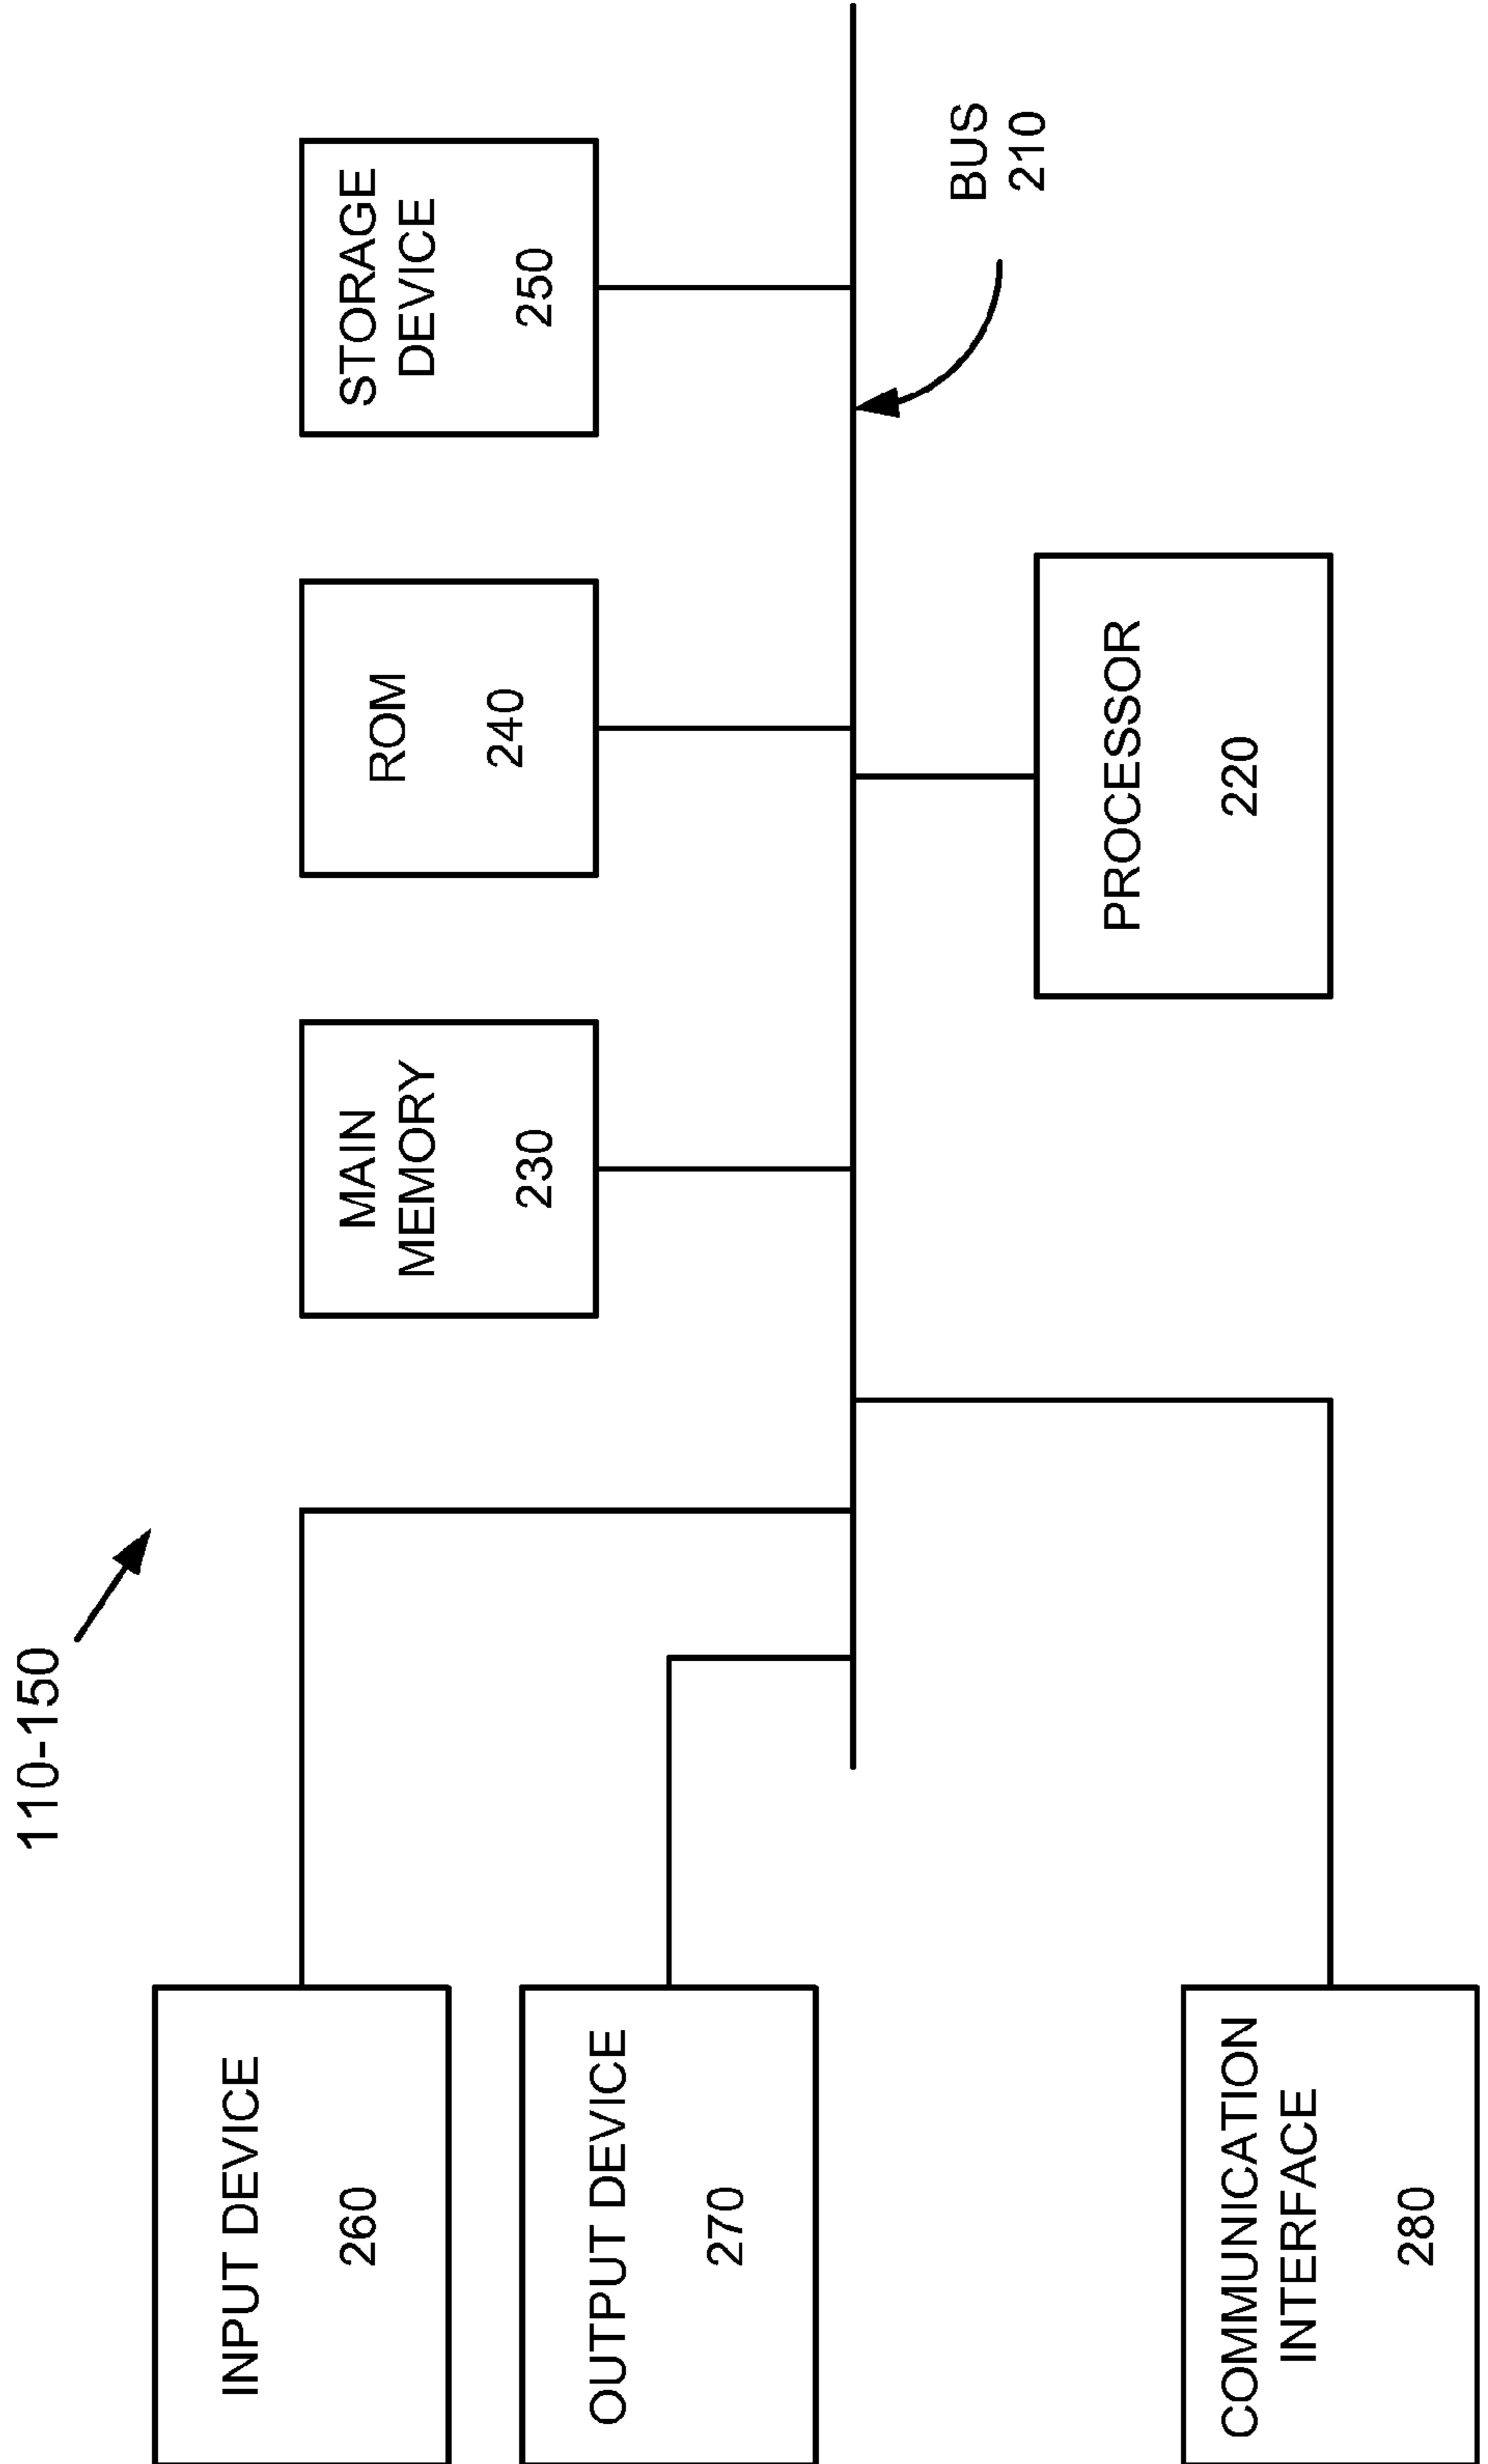 110-150
MAIN
MEMORY
230
ROM
240
STORAGE
DEVICE
250
INPUT DEVICE
260
OUTPUT DEVICE
270
BUS
210
PROCESSOR
220
COMMUNICATION
INTERFACE
280